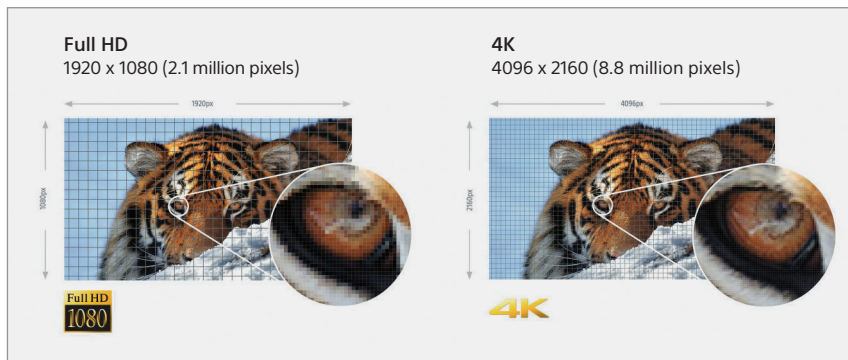 Full HD
1920 x 1080 (2.1 million pixels)
1920px
1080px
Full HD
1080
4K
4096 x 2160 (8.8 million pixels)
4096px
2160px
4K